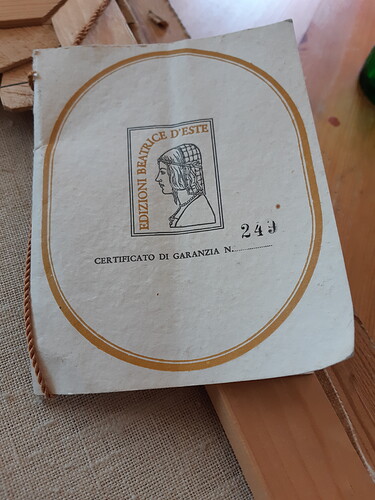 EDIZIONI BEATRICE D'ESTE
CERTIFICATO DI GARANZIA N. 249